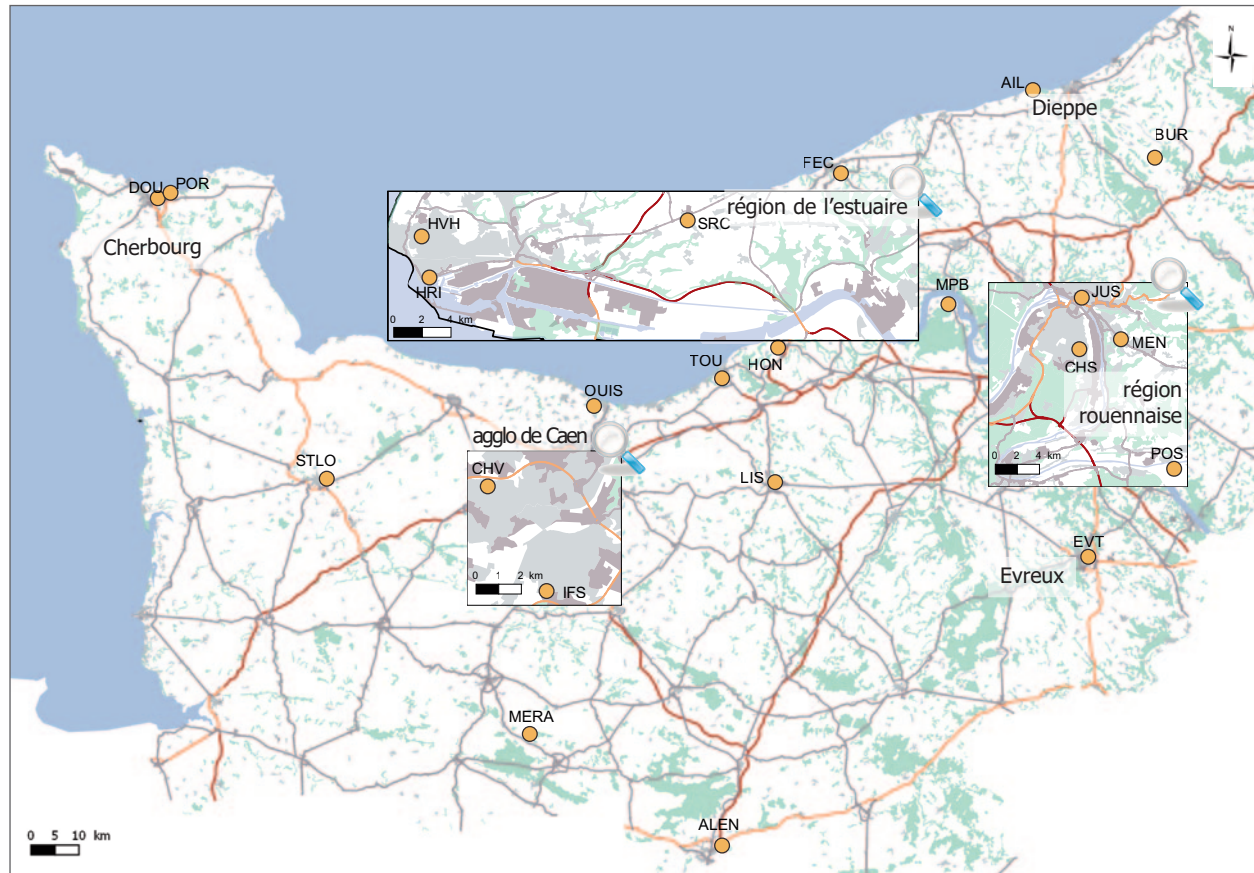 N
AIL
Dieppe
BUR
FEC
DOU
POR
Cherbourg
région de l'estuaire
HVH
SRC
HRI
0 2 4 km
MPB
JUS
MEN
CHS
région
rouennaise
0 2 4 km
POS
HON
TOU
OUIS
agglo de Caen
CHV
0 1 2 km
IFS
STLO
LIS
EVT
Evreux
MERA
ALEN
0 5 10 km